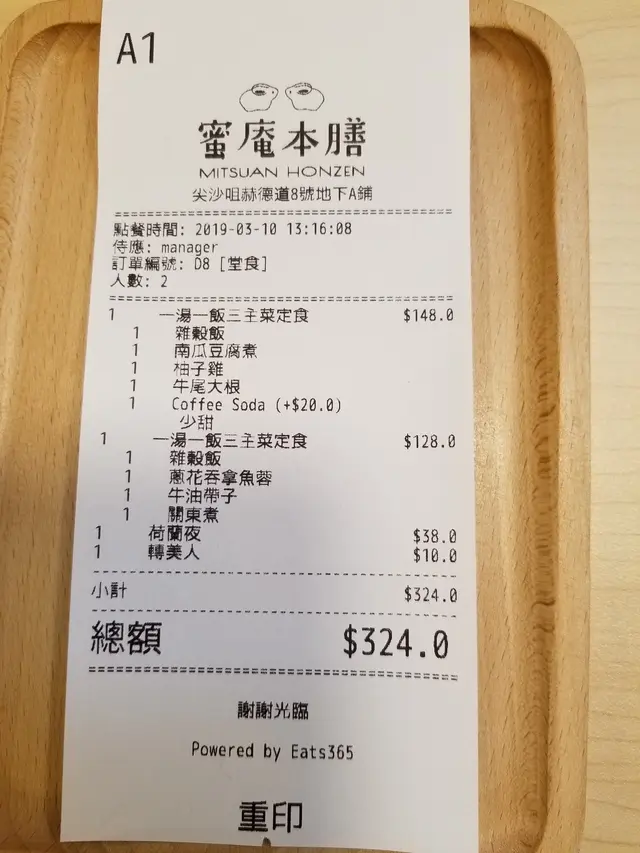 A1
蜜庵本膳
MITSUAN HONZEN
尖沙咀赫德道8號地下A鋪
點餐時間: 2019-03-10 13:16:08
侍應: manager
訂單編號: D8 [堂食]
人數: 2
1 一湯一飯三主菜定食 $148.0
1 雜穀飯
1 南瓜豆腐煮
1 柚子雞
1 牛尾大根
1 Coffee Soda (+$20.0)
少甜
1 一湯一飯三主菜定食 $128.0
1 雜穀飯
1 蔥花吞拿魚蓉
1 牛油帶子
1 關東煮
1 荷蘭夜 $38.0
1 轉美人 $10.0
小計 $324.0
總額 $324.0
謝謝光臨
Powered by Eats365
重印